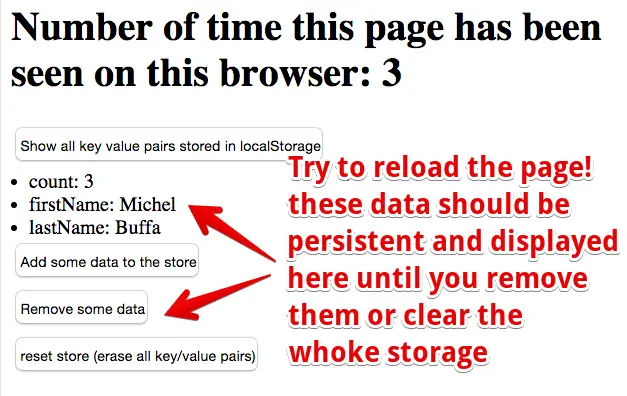 Number of time this page has been
seen on this browser: 3
Show all key value pairs stored in localStorage
count: 3
firstName: Michel
lastName: Buffa
Add some data to the store
Remove some data
reset store (erase all key/value pairs)
Try to reload the page!
these data should be
persistent and displayed
here until you remove
them or clear the
whoke storage